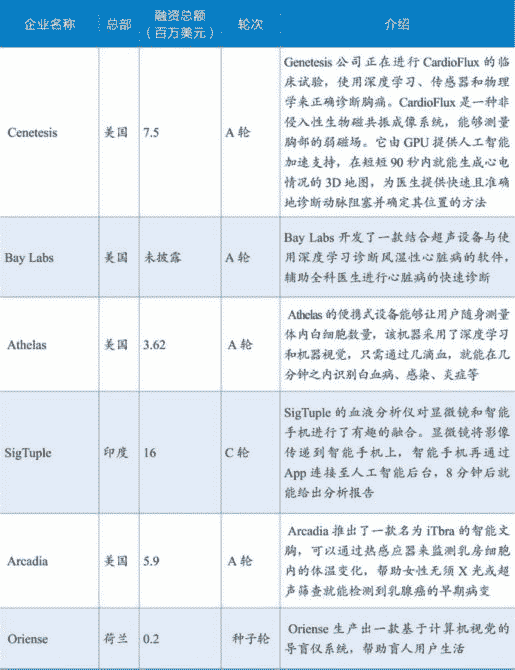 企业名称 总部 融资总额（百万美元） 轮次 介绍
Cenetesis 美国 7.5 A 轮
Genetesis 公司正在进行 CardioFlux 的临
床试验，使用深度学习、传感器和物理
学来正确诊断胸痛。CardioFlux 是一种非
侵入性生物磁共振成像系统，能够测量
胸部的弱磁场。它由 GPU 提供人工智能
加速支持，在短短 90 秒内就能生成心电
情况的 3D 地图，为医生提供快速且准确
地诊断动脉阻塞并确定其位置的方法
Bay Labs 美国 未披露 A 轮
Bay Labs 开发了一款结合超声设备与使
用深度学习诊断风湿性心脏病的软件，
辅助全科医生进行心脏病的快速诊断
Athelas 美国 3.62 A 轮
Athelas 的便携式设备能够让用户随身测量
体内白细胞数量，该机器采用了深度学习
和机器视觉，只需通过几滴血，就能在几
分钟之内识别白血病、感染、炎症等
SigTuple 印度 16 C 轮
SigTuple 的血液分析仪对显微镜和智能
手机进行了有趣的融合。显微镜将影像
传递到智能手机上，智能手机再通过
App 连接至人工智能后台，8 分钟后就
能给出分析报告
Arcadia 美国 5.9 A 轮
Arcadia 推出了一款名为 iTbra 的智能文
胸，可以通过热感应器来监测乳房细胞
内的体温变化，帮助女性无须 X 光或超
声筛查就能检测到乳腺癌的早期病变
Oriense 荷兰 0.2 种子轮
Oriense 生产出一款基于计算机视觉的
导盲仪系统，帮助盲人用户生活